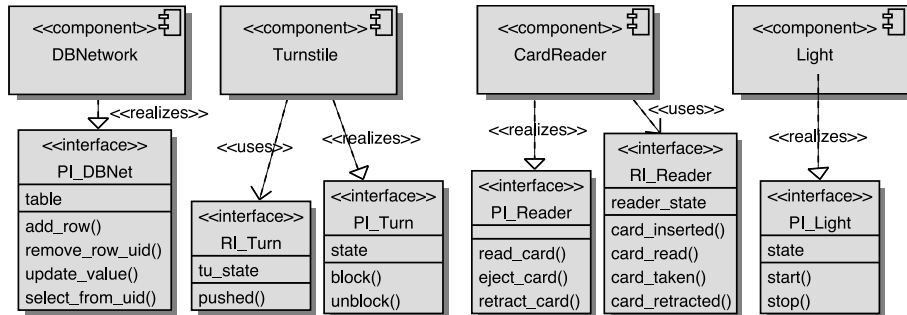 <<component>>
DBNetwork
<<component>>
Turnstile
<<component>>
CardReader
<<component>>
Light
<<realizes>>
<<uses>>
<<realizes>>
<<realizes>>
<<uses>>
<<realizes>>
<<interface>>
PI_DBNet
table
add_row()
remove_row_uid()
update_value()
select_from_uid()
<<interface>>
RI_Turn
tu_state
pushed()
<<interface>>
PI_Turn
state
block()
unblock()
<<interface>>
PI_Reader
read_card()
eject_card()
retract_card()
<<interface>>
RI_Reader
reader_state
card_inserted()
card_read()
card_taken()
card_retracted()
<<interface>>
PI_Light
state
start()
stop()